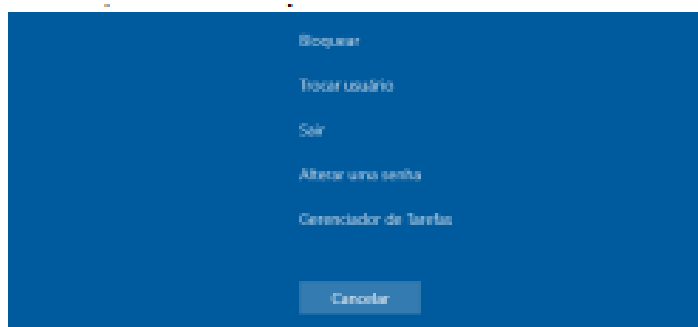 Bloquear
Trocar usuário
Sair
Alterar uma senha
Gerenciador de Tarefas
Cancelar